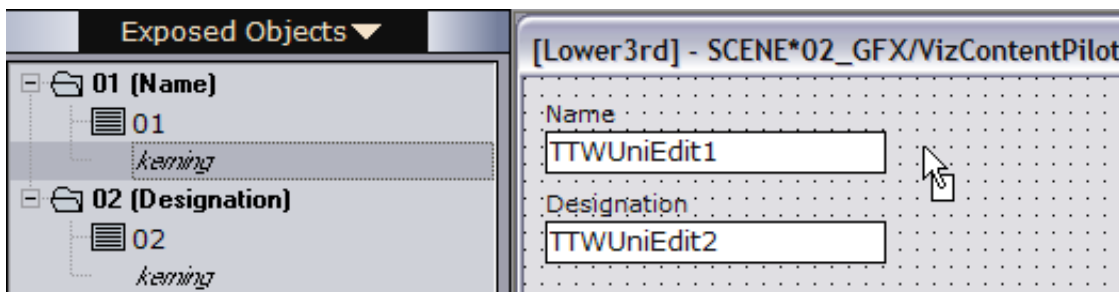 Exposed Objects
01 (Name)
01
kerning
02 (Designation)
02
kerning
[Lower3rd] - SCENE*02_GFX/VizContentPilot
Name
TTWUniEdit1
Designation
TTWUniEdit2